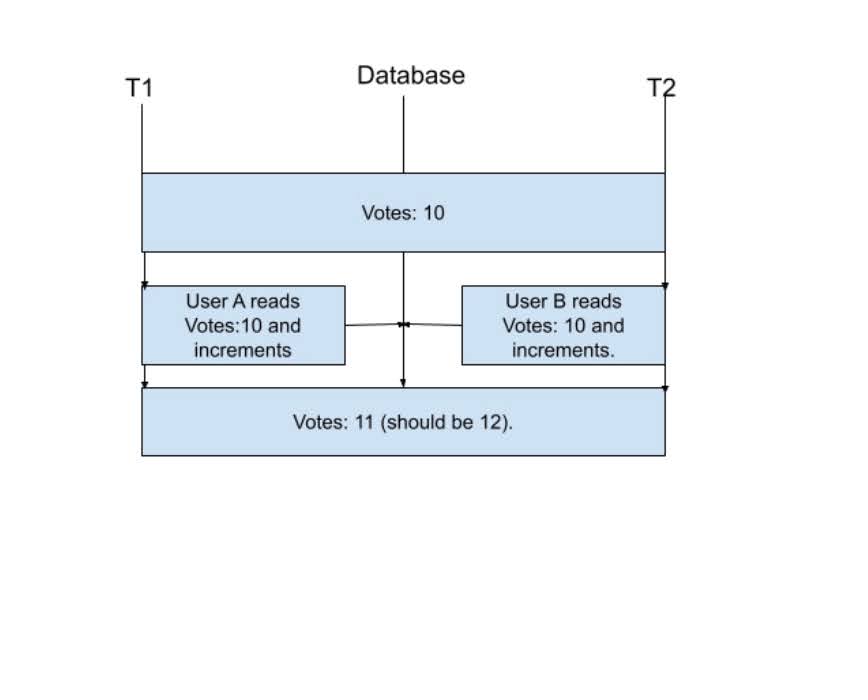 T1
Database
T2
Votes: 10
User A reads
Votes:10 and
increments
User B reads
Votes: 10 and
increments.
Votes: 11 (should be 12).